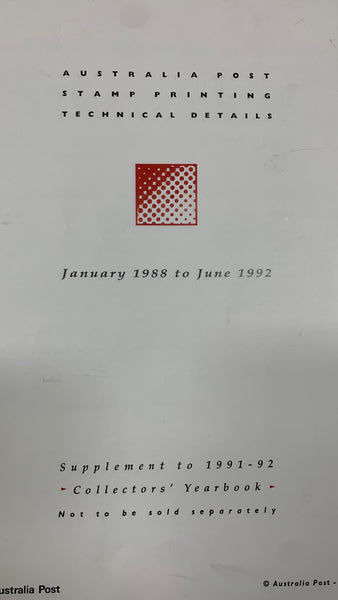 AUSTRALIA POST
STAMP PRINTING
TECHNICAL DETAILS
January 1988 to June 1992
Supplement to 1991-92
Collectors' Yearbook
Not to be sold separately
ustralia Post
© Australia Post -